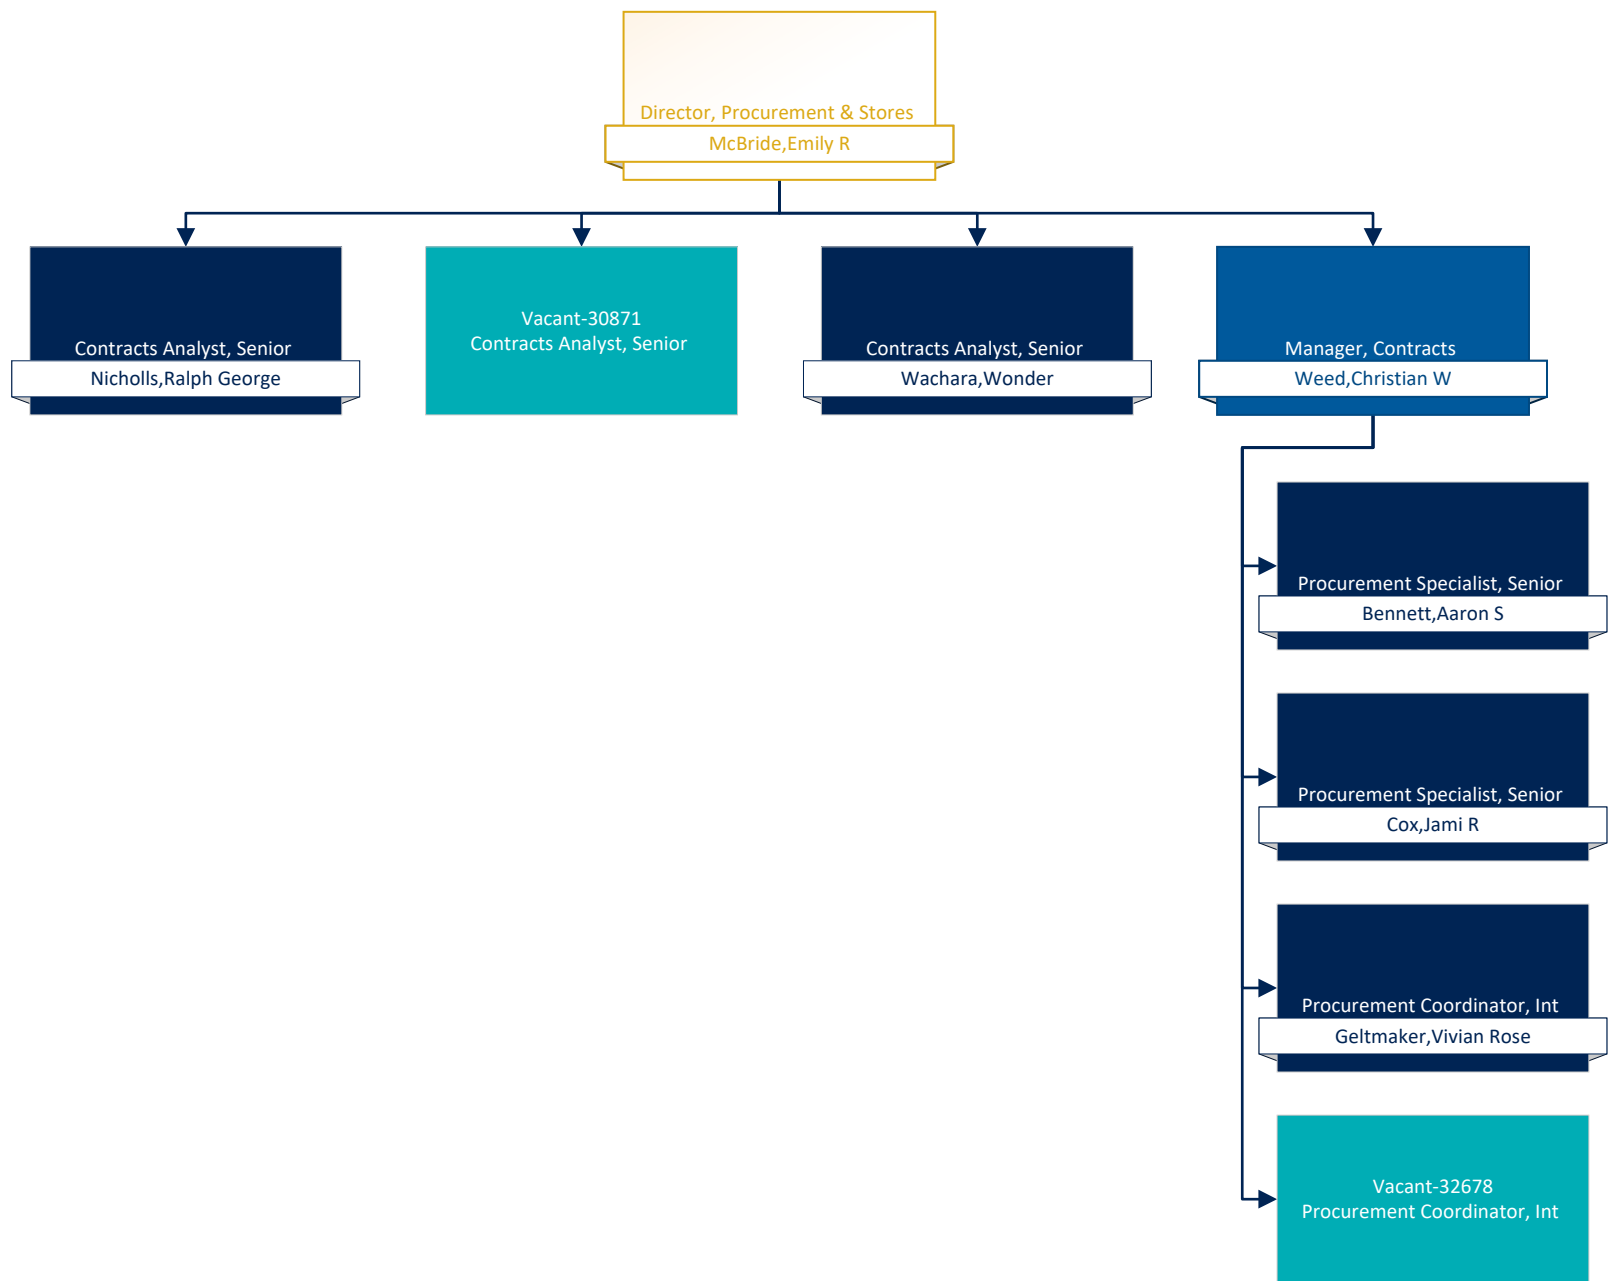 Director, Procurement & Stores
McBride,Emily R
Contracts Analyst, Senior
Nicholls,Ralph George
Vacant-30871
Contracts Analyst, Senior
Contracts Analyst, Senior
Wachara,Wonder
Manager, Contracts
Weed,Christian W
Procurement Specialist, Senior
Bennett,Aaron S
Procurement Specialist, Senior
Cox,Jami R
Procurement Coordinator, Int
Geltmaker,Vivian Rose
Vacant-32678
Procurement Coordinator, Int